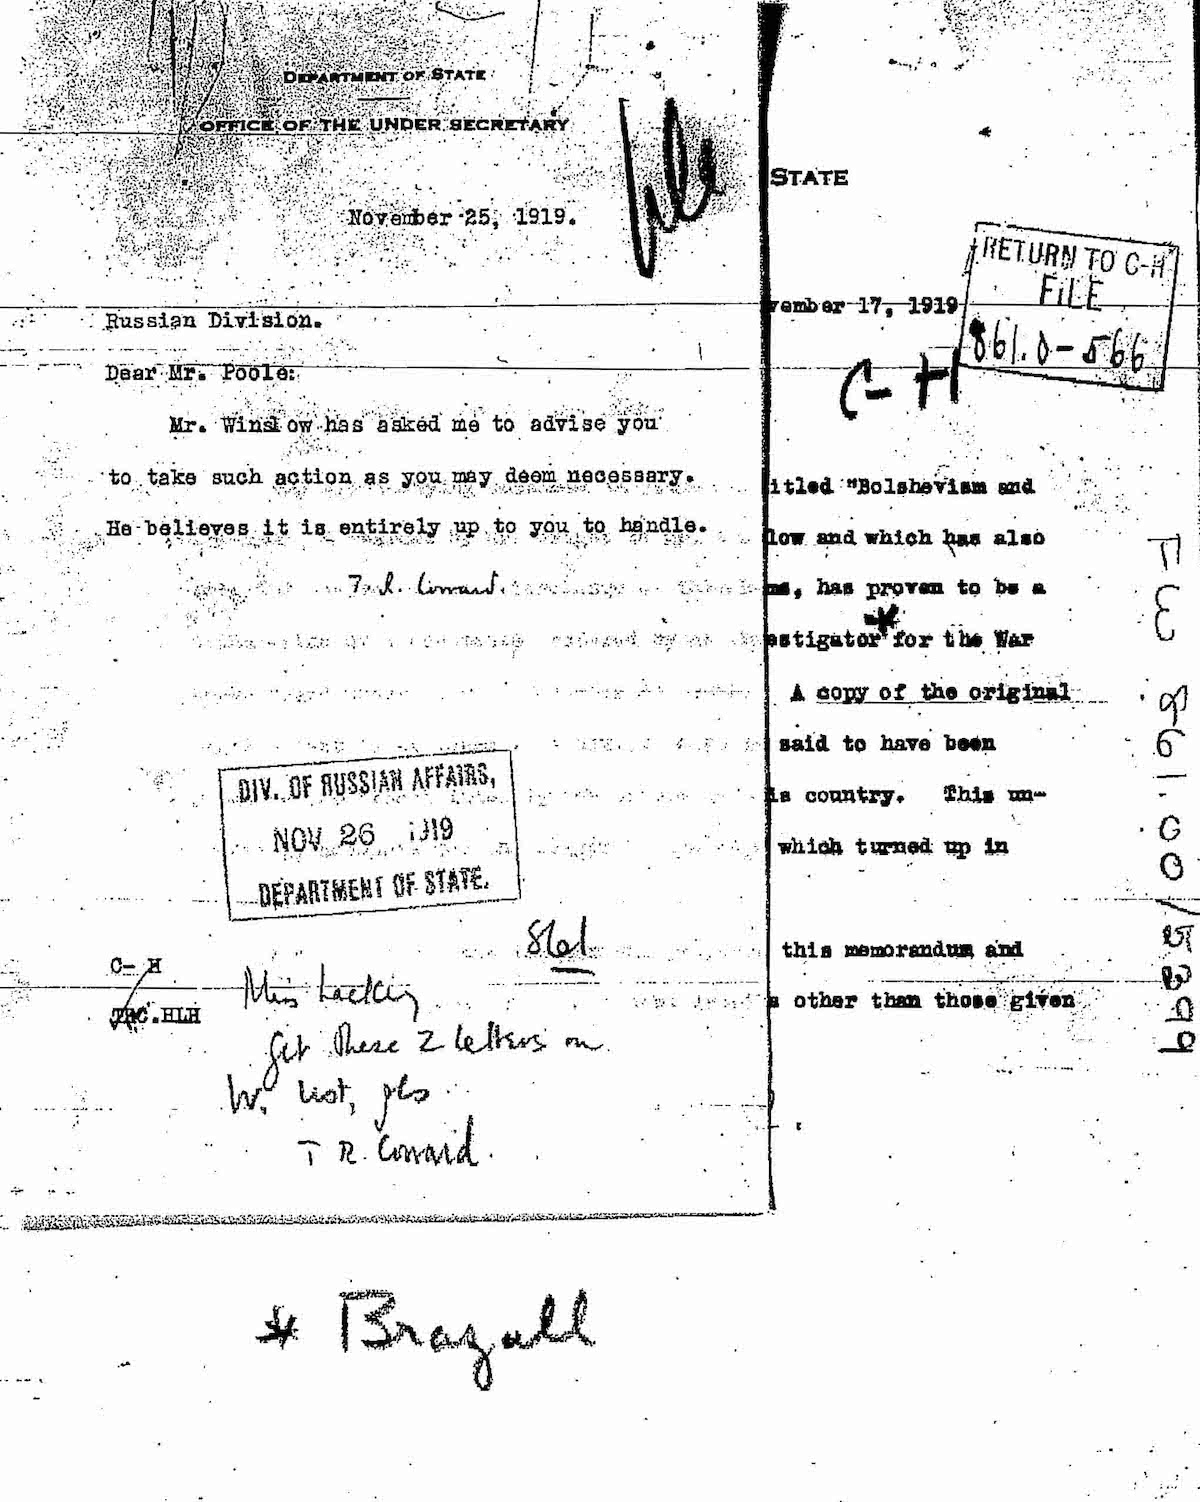 DEPARTMENT OF STATE
OFFICE OF THE UNDER SECRETARY
November 25, 1919.
Russian Division.
Dear Mr. Poole:
Mr. Winslow has asked me to advise you
to take such action as you may deem necessary.
He believes it is entirely up to you to handle.
T. R. Conrard.
DIV. OF RUSSIAN AFFAIRS,
NOV 26 1919
DEPARTMENT OF STATE.
861
C-H
TRC.HLH
Miss
Get these 2 letters on
W. list, pls
T R. Conrard.
* Brazull
STATE
vember 17, 1919
RETURN TO C-H
FILE
861.0-566
C-H
itled "Bolshevism and
low and which has also
ms, has proven to be a
estigator * for the War
A copy of the original
said to have been
is country. This un-
which turned up in
this memorandum and
s other than those given
861.00/5339